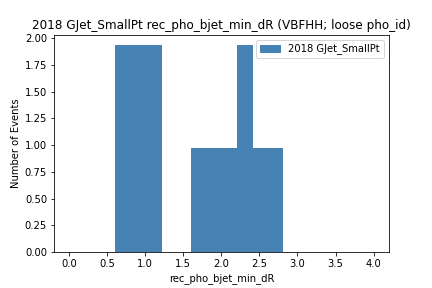 2018 GJet_SmallPt rec_pho_bjet_min_dR (VBFHH; loose pho_id)
2018 GJet_SmallPt
Number of Events
2.00
1.75
1.50
1.25
1.00
0.75
0.50
0.25
0.00
0.0 0.5 1.0 1.5 2.0 2.5 3.0 3.5 4.0
rec_pho_bjet_min_dR